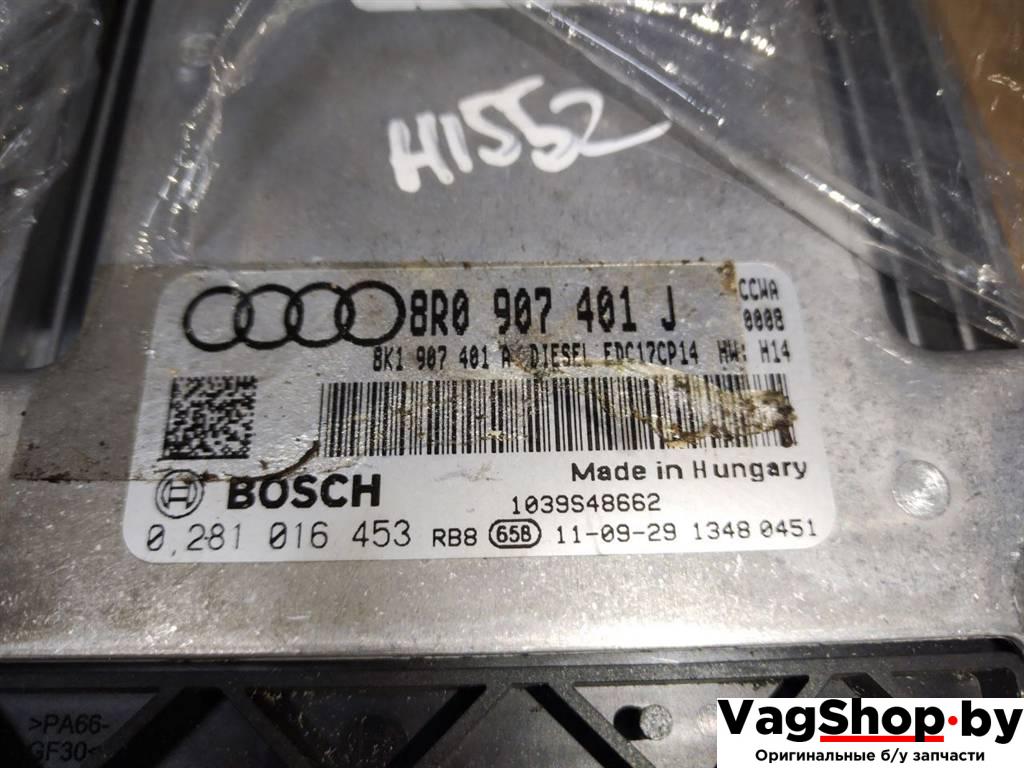 H1552
8R0 907 401 J
CCWA
0008
8K1 907 401 A DIESEL EDC17CP14 HW: H14
Made in Hungary
BOSCH
1039S48662
0 281 016 453 RB8 65B 11-09-29 1348 0451
>PA66-
GF30<
VagShop.by
Оригинальные б/у запчасти